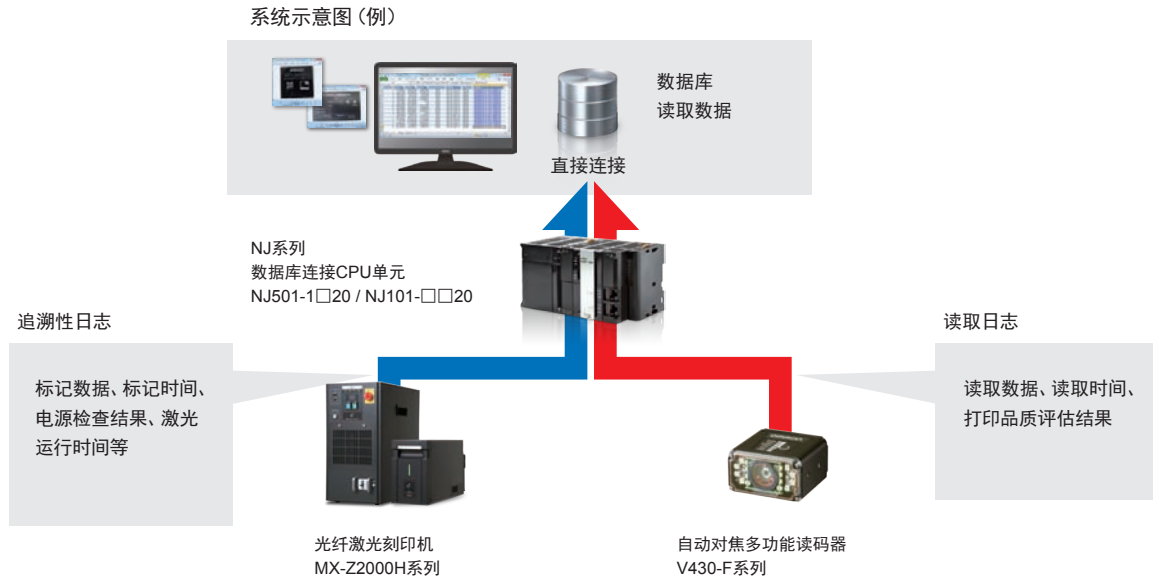 系统示意图（例）
数据库
读取数据
直接连接
NJ系列
数据库连接CPU单元
NJ501-1□20 / NJ101-□□20
追溯性日志
标记数据、标记时间、
电源检查结果、激光
运行时间等
读取日志
读取数据、读取时间、
打印品质评估结果
光纤激光刻印机
MX-Z2000H系列
自动对焦多功能读码器
V430-F系列